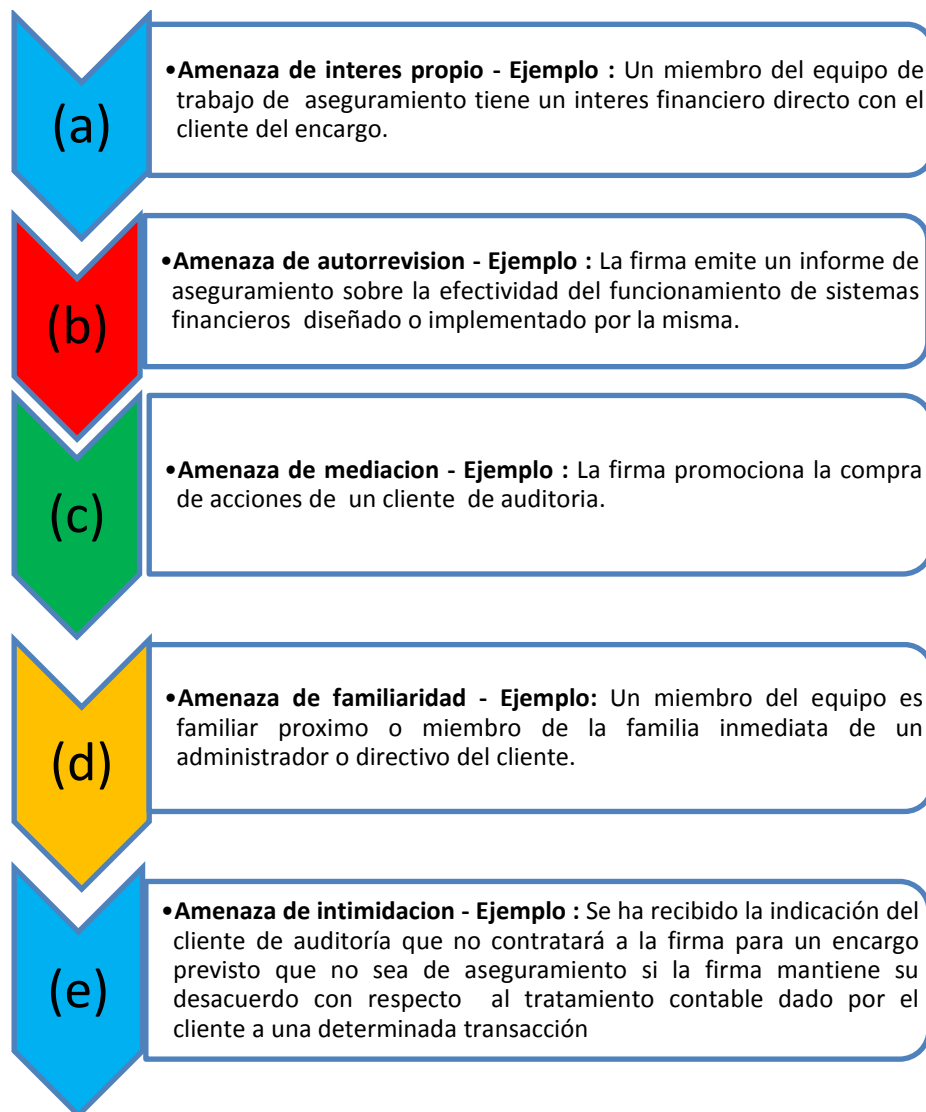 (a)
•Amenaza de interes propio - Ejemplo : Un miembro del equipo de
trabajo de aseguramiento tiene un interes financiero directo con el
cliente del encargo.
(b)
•Amenaza de autorrevision - Ejemplo : La firma emite un informe de
aseguramiento sobre la efectividad del funcionamiento de sistemas
financieros diseñado o implementado por la misma.
(c)
•Amenaza de mediacion - Ejemplo : La firma promociona la compra
de acciones de un cliente de auditoria.
(d)
•Amenaza de familiaridad - Ejemplo: Un miembro del equipo es
familiar proximo o miembro de la familia inmediata de un
administrador o directivo del cliente.
(e)
•Amenaza de intimidacion - Ejemplo : Se ha recibido la indicación del
cliente de auditoría que no contratará a la firma para un encargo
previsto que no sea de aseguramiento si la firma mantiene su
desacuerdo con respecto al tratamiento contable dado por el
cliente a una determinada transacción